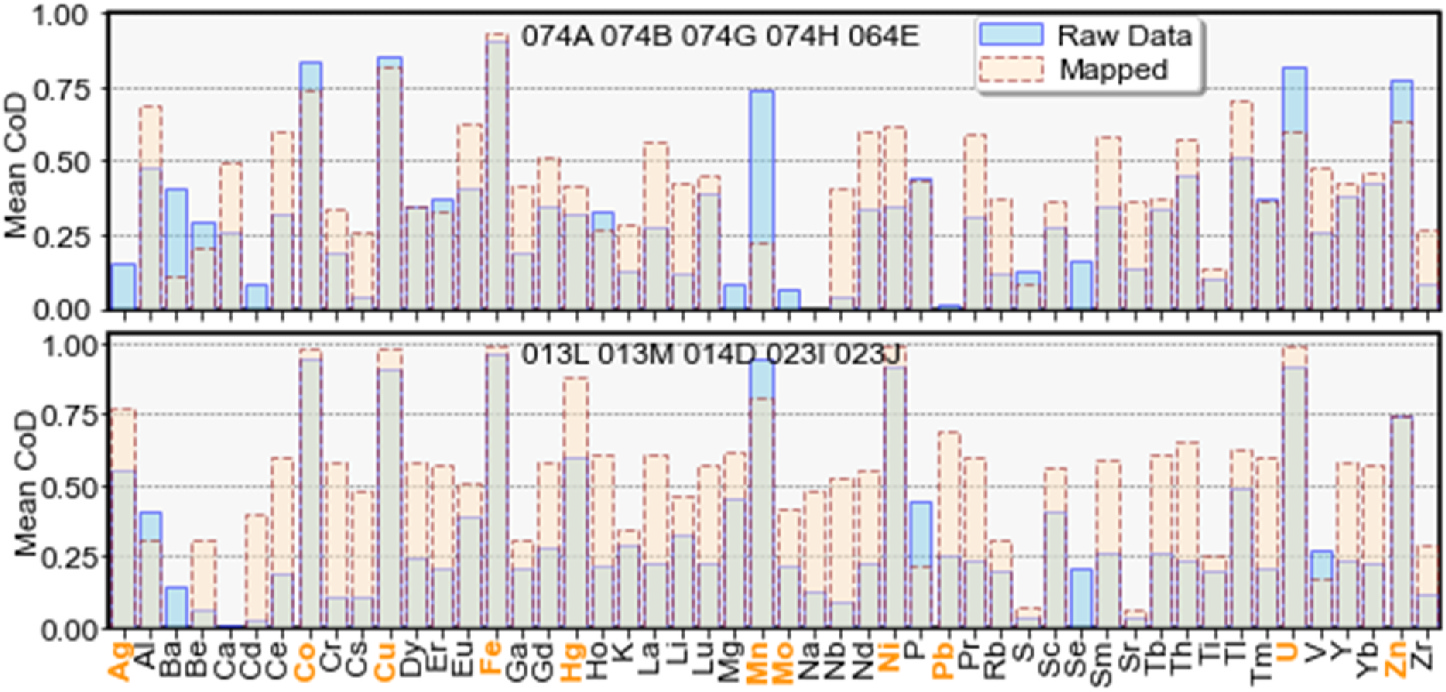 1.00
0.75
0.50
0.25
0.00
Mean CoD
074A 074B 074G 074H 064E
Raw Data
Mapped
1.00
0.75
0.50
0.25
0.00
Mean CoD
013L 013M 014D 023I 023J
Ag Al Ba Be Ca Cd Ce Co Cr Cs Cu Dy Er Eu Fe Ga Gd Hg Ho K La Li Lu Mg Mn Mo Na Nb Nd Ni P Pb Pr Rb S Sc Se Sm Sr Tb Th Ti Tl Tm U V Y Yb Zn Zr